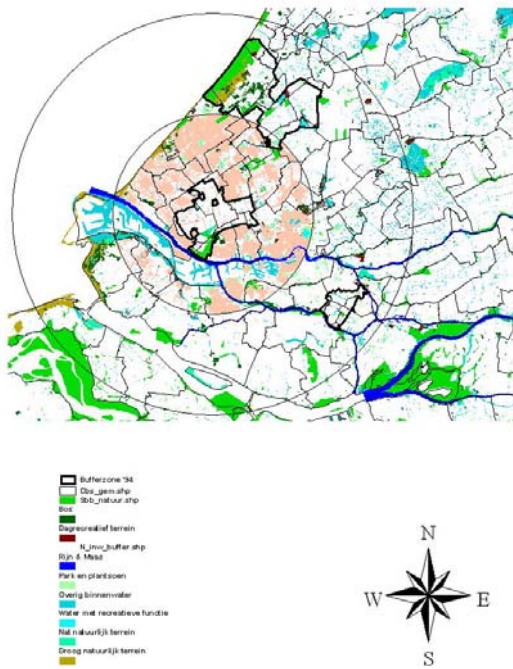 Bufferzone '94
Cbs_gem.shp
Sbb_natuur.shp
Bos
Dagrecreatief terrein
N_inw_buffer.shp
Rijn & Maas
Park en plantsoen
Overig binnenwater
Water met recreatieve functie
Nat natuurlijk terrein
Droog natuurlijk terrein
N
W E
S